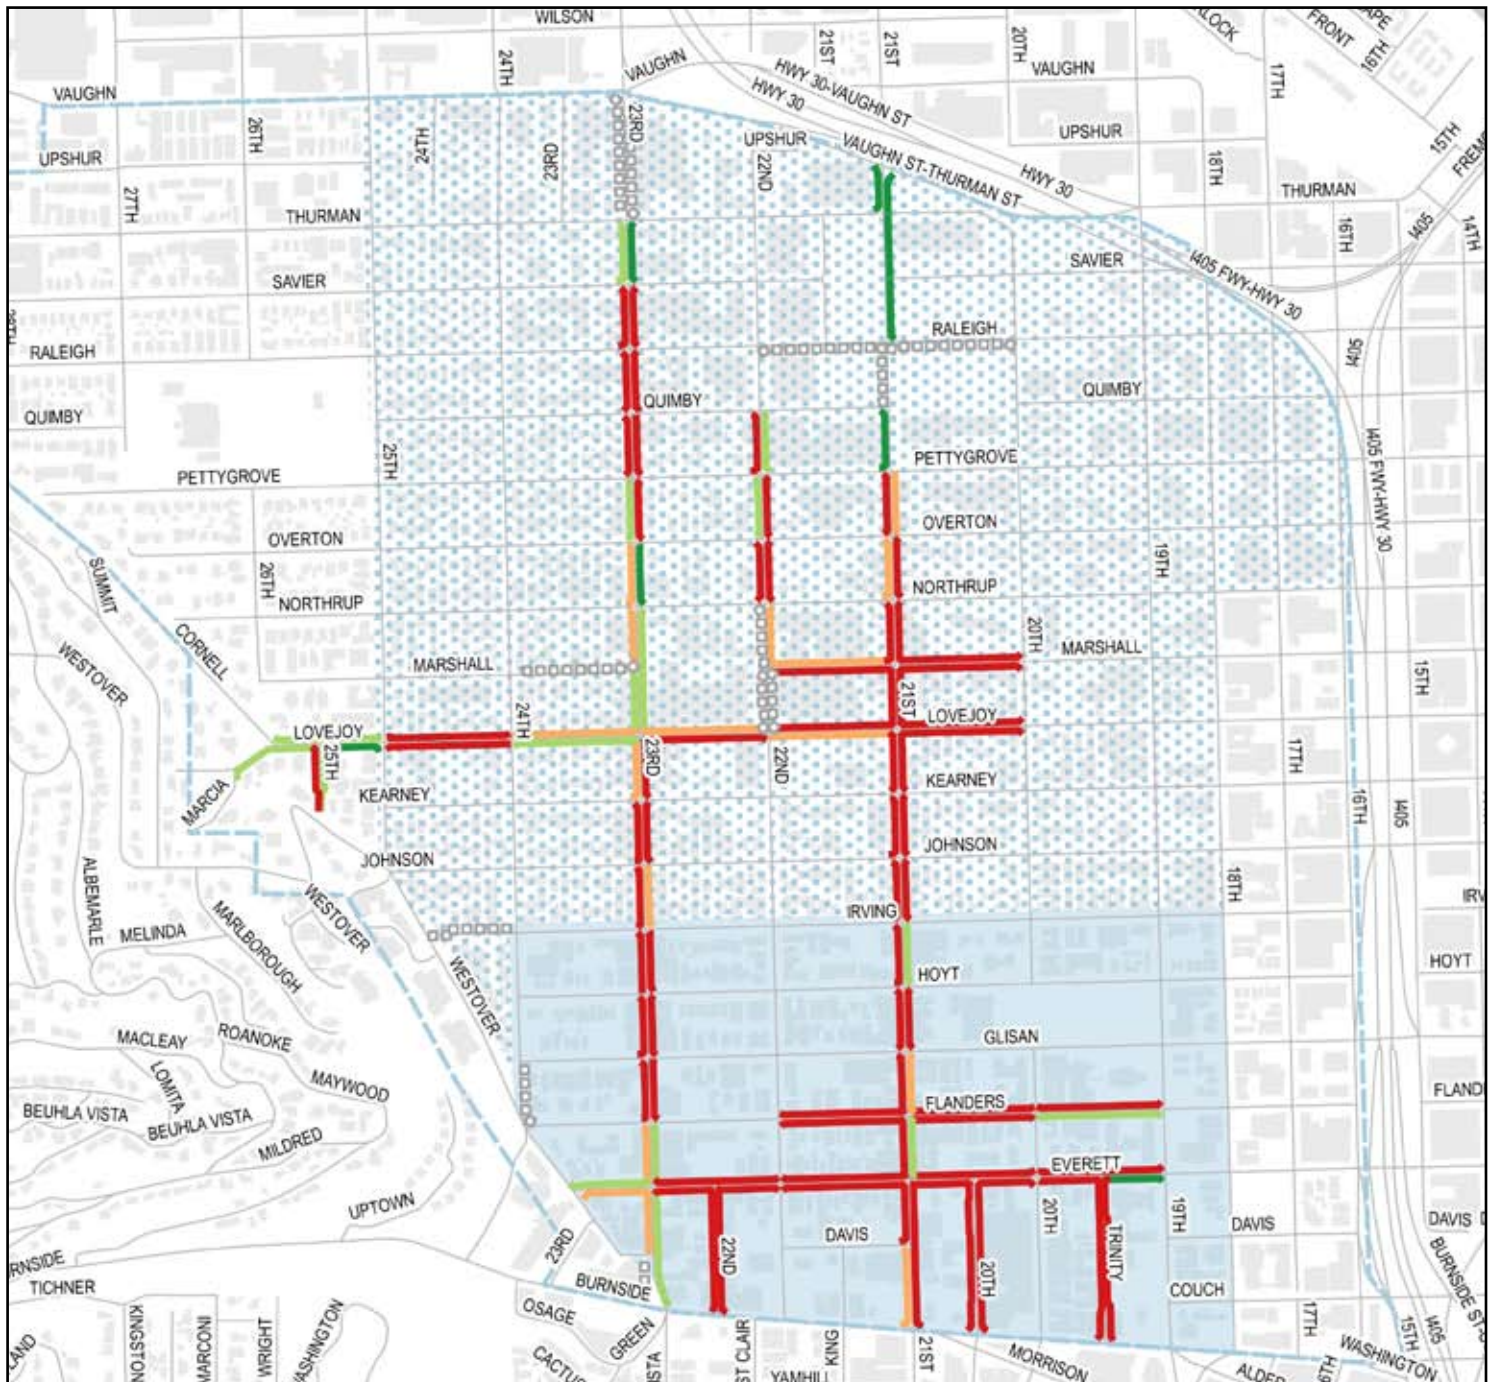 WILSON
24TH
VAUGHN
21ST
21ST
20TH
VAUGHN
HWY 30-VAUGHN ST
HWY 30
FRONT
16TH
17TH
VAUGHN
26TH
24TH
23RD
23RD
UPSHUR
22ND
VAUGHN ST-THURMAN ST
UPSHUR
HWY 30
18TH
15TH
UPSHUR
27TH
THURMAN
THURMAN
16TH
I405
14TH
SAVIER
SAVIER
I405 FWY-HWY 30
RALEIGH
RALEIGH
I405
QUIMBY
QUIMBY
QUIMBY
25TH
PETTYGROVE
PETTYGROVE
I405 FWY-HWY 30
OVERTON
OVERTON
19TH
SUMMIT
26TH
NORTHRUP
NORTHRUP
20TH
CORNELL
WESTOVER
MARSHALL
MARSHALL
15TH
24TH
21ST
LOVEJOY
LOVEJOY
25TH
23RD
22ND
17TH
MARCIA
KEARNEY
KEARNEY
16TH
I405
JOHNSON
JOHNSON
ALBEMARLE
WESTOVER
MARLBOROUGH
IRVING
18TH
MELINDA
WESTOVER
HOYT
HOYT
MACLEAY
ROANOKE
GLISAN
LOMITA
MAYWOOD
BEUHLA VISTA
BEUHLA VISTA
FLANDERS
MILDRED
EVERETT
UPTOWN
23RD
22ND
DAVIS
20TH
20TH
TRINITY
19TH
DAVIS
DAVIS
TICHNER
BURNSIDE
COUCH
OSAGE
GREEN
KINGSTON
MARCONI
WRIGHT
KING
21ST
MORRISON
17TH
15TH
I405
WASHINGTON
YAMHILL